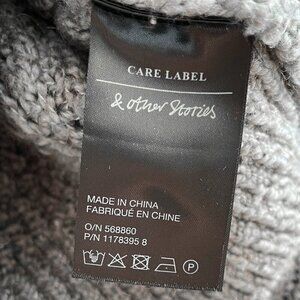 CARE LABEL
& other Stories
MADE IN CHINA
FABRIQUÉ EN CHINE
O/N 568860
P/N 1178395 8